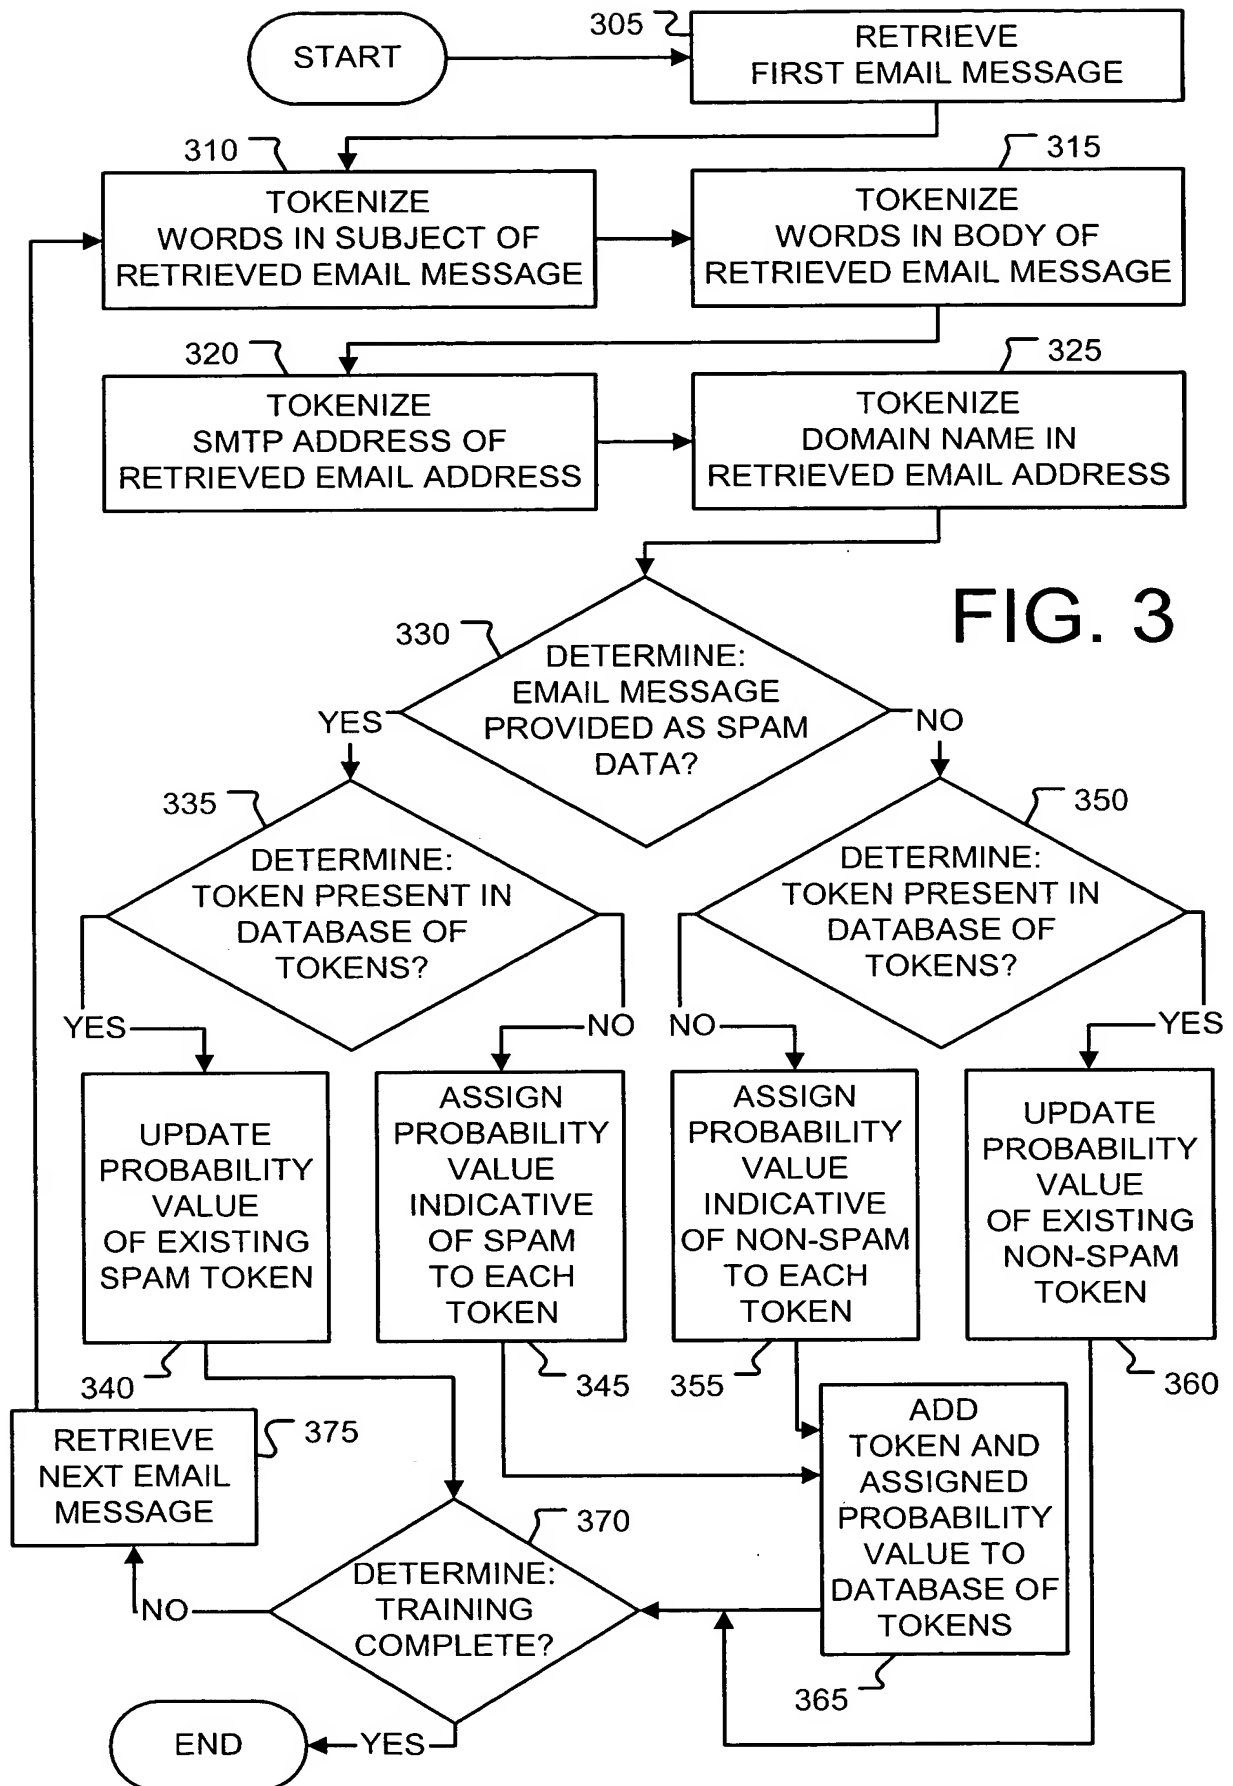 START
305
RETRIEVE
FIRST EMAIL MESSAGE
310
TOKENIZE
WORDS IN SUBJECT OF
RETRIEVED EMAIL MESSAGE
315
TOKENIZE
WORDS IN BODY OF
RETRIEVED EMAIL MESSAGE
320
TOKENIZE
SMTP ADDRESS OF
RETRIEVED EMAIL ADDRESS
325
TOKENIZE
DOMAIN NAME IN
RETRIEVED EMAIL ADDRESS
FIG. 3
330
DETERMINE:
EMAIL MESSAGE
PROVIDED AS SPAM
DATA?
YES
NO
335
DETERMINE:
TOKEN PRESENT IN
DATABASE OF
TOKENS?
YES
NO
350
DETERMINE:
TOKEN PRESENT IN
DATABASE OF
TOKENS?
NO
YES
UPDATE
PROBABILITY
VALUE
OF EXISTING
SPAM TOKEN
340
ASSIGN
PROBABILITY
VALUE
INDICATIVE
OF SPAM
TO EACH
TOKEN
345
ASSIGN
PROBABILITY
VALUE
INDICATIVE
OF NON-SPAM
TO EACH
TOKEN
355
UPDATE
PROBABILITY
VALUE
OF EXISTING
NON-SPAM
TOKEN
360
RETRIEVE
NEXT EMAIL
MESSAGE
375
ADD
TOKEN AND
ASSIGNED
PROBABILITY
VALUE TO
DATABASE OF
TOKENS
365
370
DETERMINE:
TRAINING
COMPLETE?
NO
YES
END